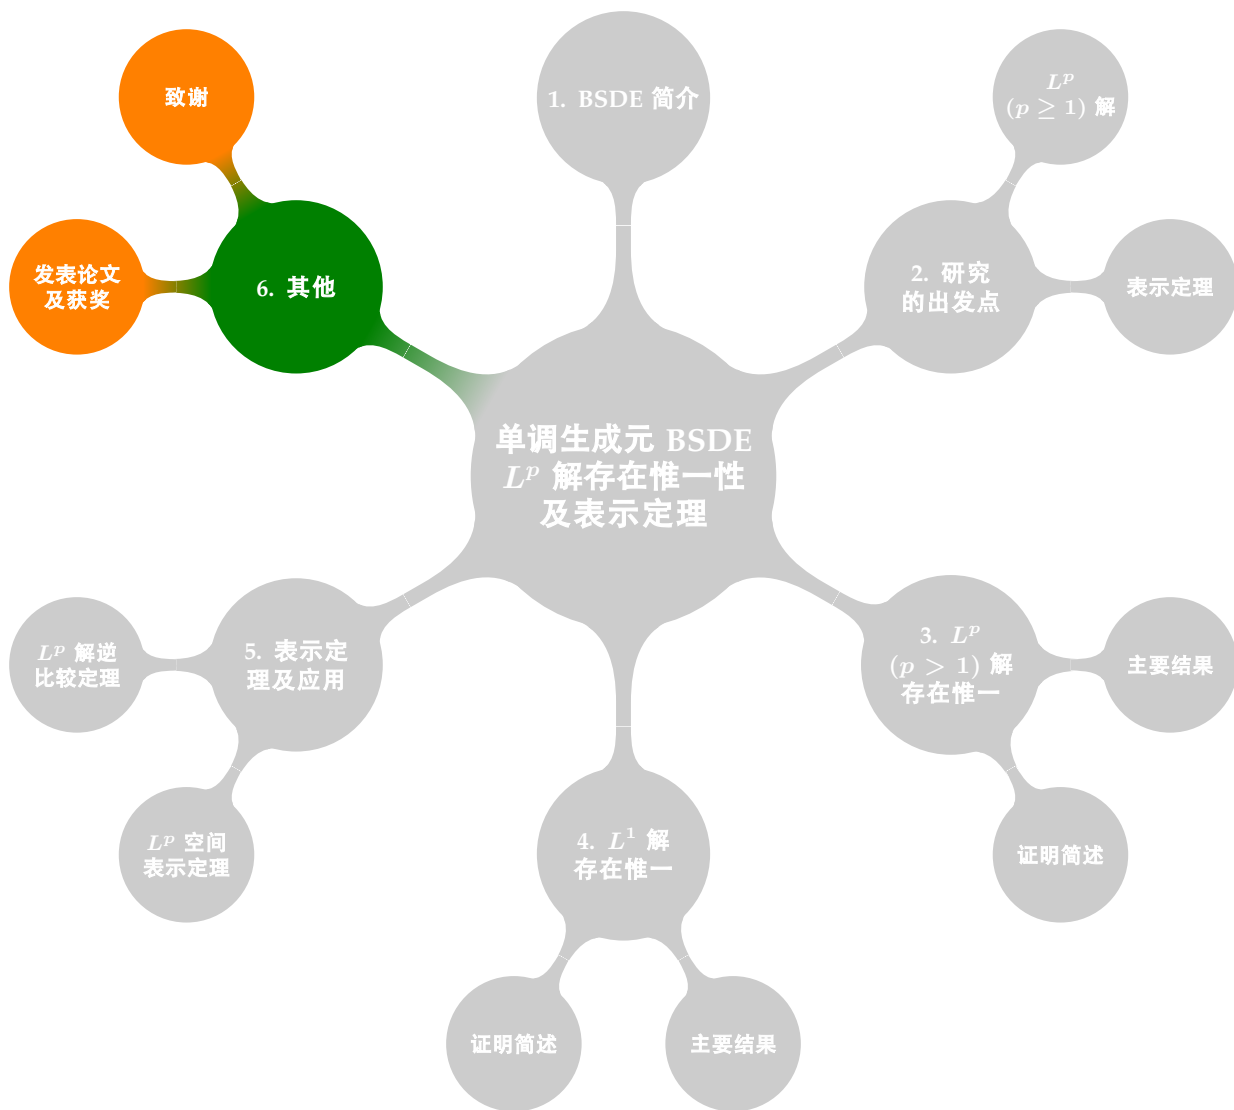 单调生成元 BSDE
$L^p$ 解存在惟一性
及表示定理
1. BSDE 简介
2. 研究
的出发点
$L^p$
$(p \geq 1)$ 解
表示定理
3. $L^p$
$(p > 1)$ 解
存在惟一
主要结果
证明简述
4. $L^1$ 解
存在惟一
主要结果
证明简述
5. 表示定
理及应用
$L^p$ 空间
表示定理
$L^p$ 解逆
比较定理
6. 其他
发表论文
及获奖
致谢